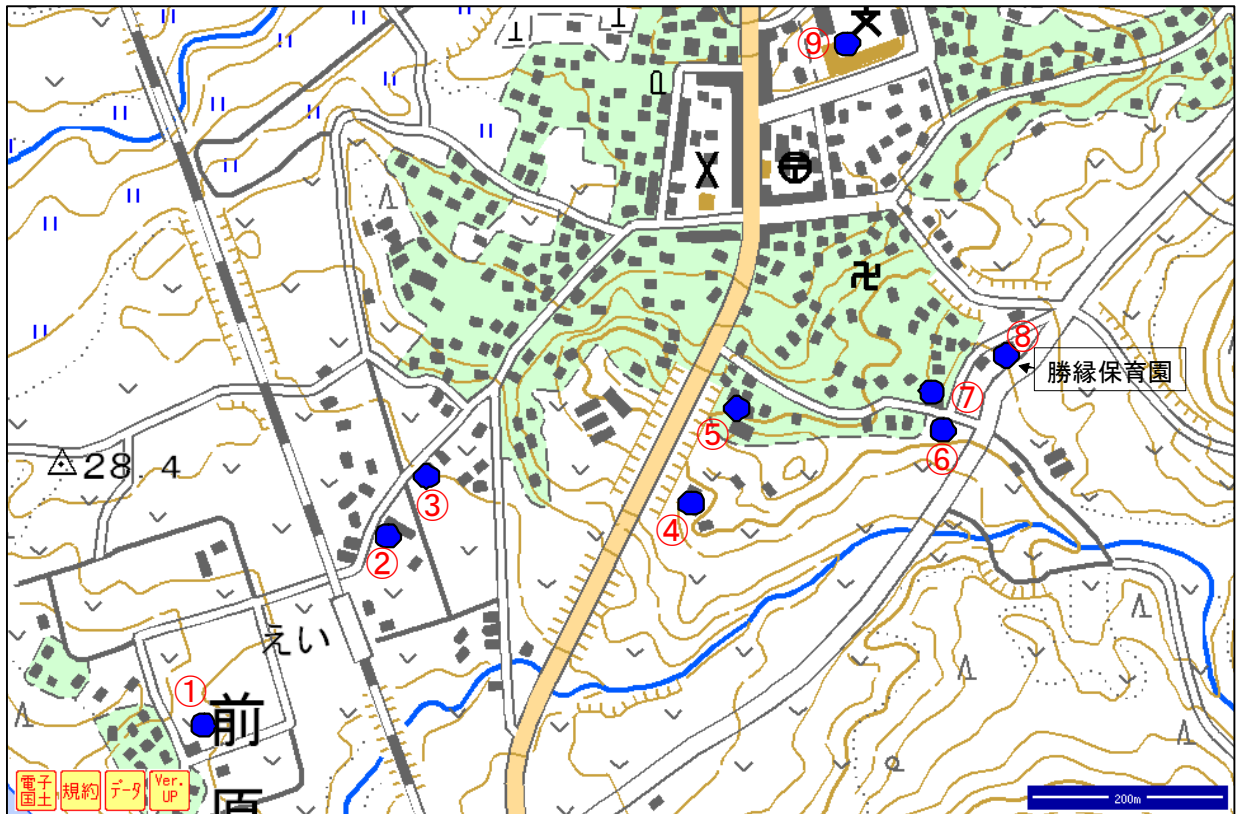 ⑨
⑧
勝縁保育園
⑦
⑤
⑥
28.4
③
④
②
えい
①
前
原
電子
国土
規約
データ
Ver.
UP
200m